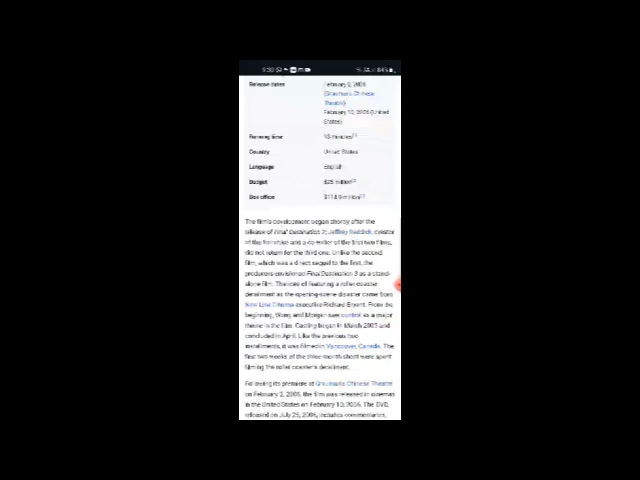 Release dates
February 2, 2006
(Grauman's Chinese
Theatre)
February 10, 2006 (United
States)
Running time
Country
United States
Language
English
Budget
$25 million
Box office
million
The film's development began shortly after the
release of Final Destination 2; Jeffrey Reddick, creator
of the franchise and a co-writer of the first two films,
did not return for the third one. Unlike the second
film, which was a direct sequel to the first, the
producers envisioned Final Destination 3 as a stand-
alone film. The idea of featuring a roller coaster
derailment as the opening-scene disaster came from
New Line Cinema executive Richard Bryant. From the
beginning, Wong and Morgan saw control as a major
theme in the film. Casting began in March 2005 and
concluded in April. Like the previous two
installments, it was filmed in Vancouver, Canada. The
first two weeks of the three-month shoot were spent
filming the roller coaster's derailment.
Following its premiere at Grauman's Chinese Theatre
on February 2, 2006, the film was released in cinemas
in the United States on February 10, 2006. The DVD,
released on July 25, 2006, includes commentaries,